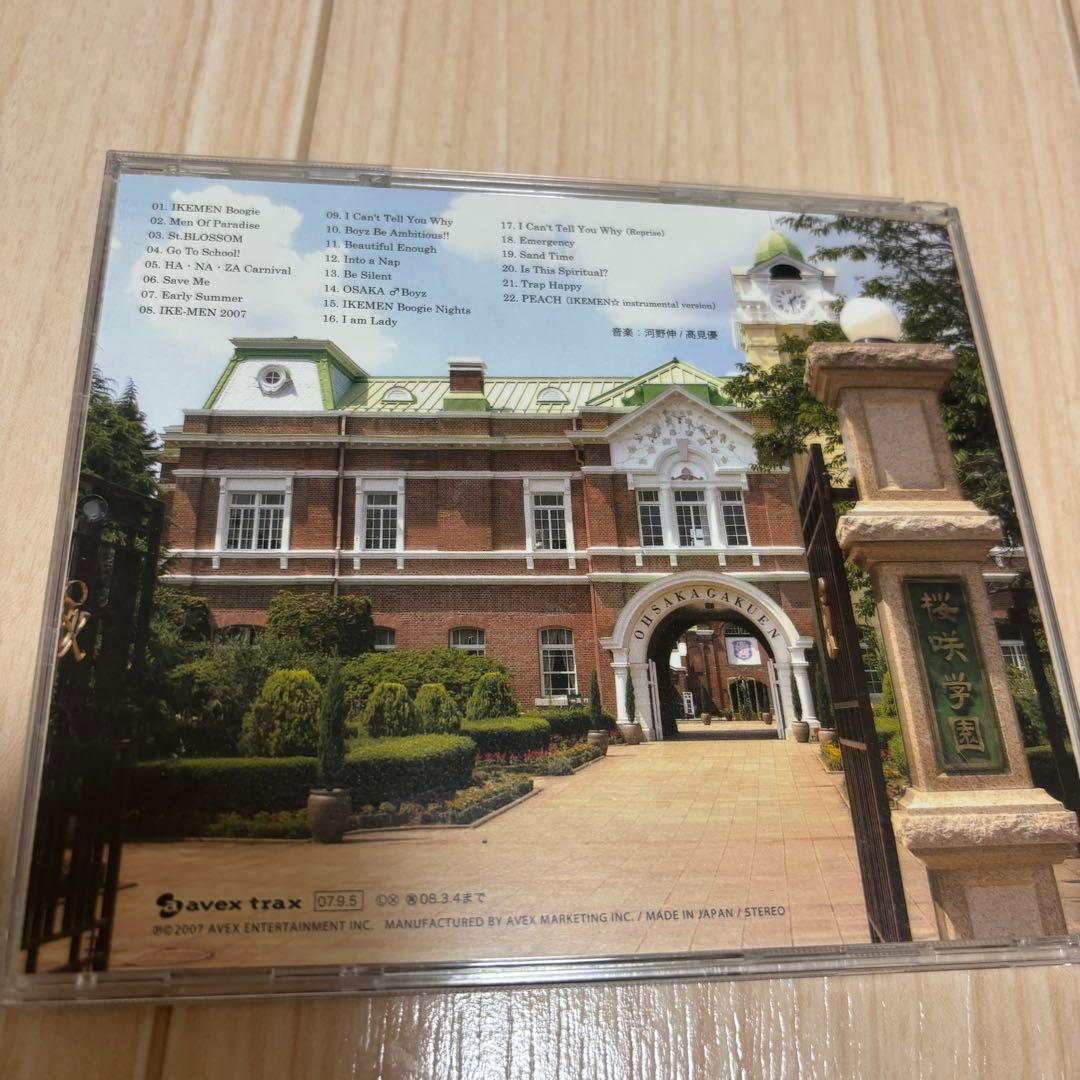 01. IKEMEN Boogie
02. Men Of Paradise
03. St.BLOSSOM
04. Go To School!
05. HA・NA・ZA Carnival
06. Save Me
07. Early Summer
08. IKE-MEN 2007
09. I Can't Tell You Why
10. Boyz Be Ambitious!!
11. Beautiful Enough
12. Into a Nap
13. Be Silent
14. OSAKA ♂ Boyz
15. IKEMEN Boogie Nights
16. I am Lady
17. I Can't Tell You Why (Reprise)
18. Emergency
19. Sand Time
20. Is This Spiritual?
21. Trap Happy
22. PEACH (IKEMEN☆ instrumental version)
音楽：河野伸 / 高見優
OHSAKA GAKUEN
桜咲学園
avex trax 07.9.5 Ⓛ Ⓧ 再 08.3.4まで
Ⓟ©2007 AVEX ENTERTAINMENT INC. MANUFACTURED BY AVEX MARKETING INC. / MADE IN JAPAN / STEREO